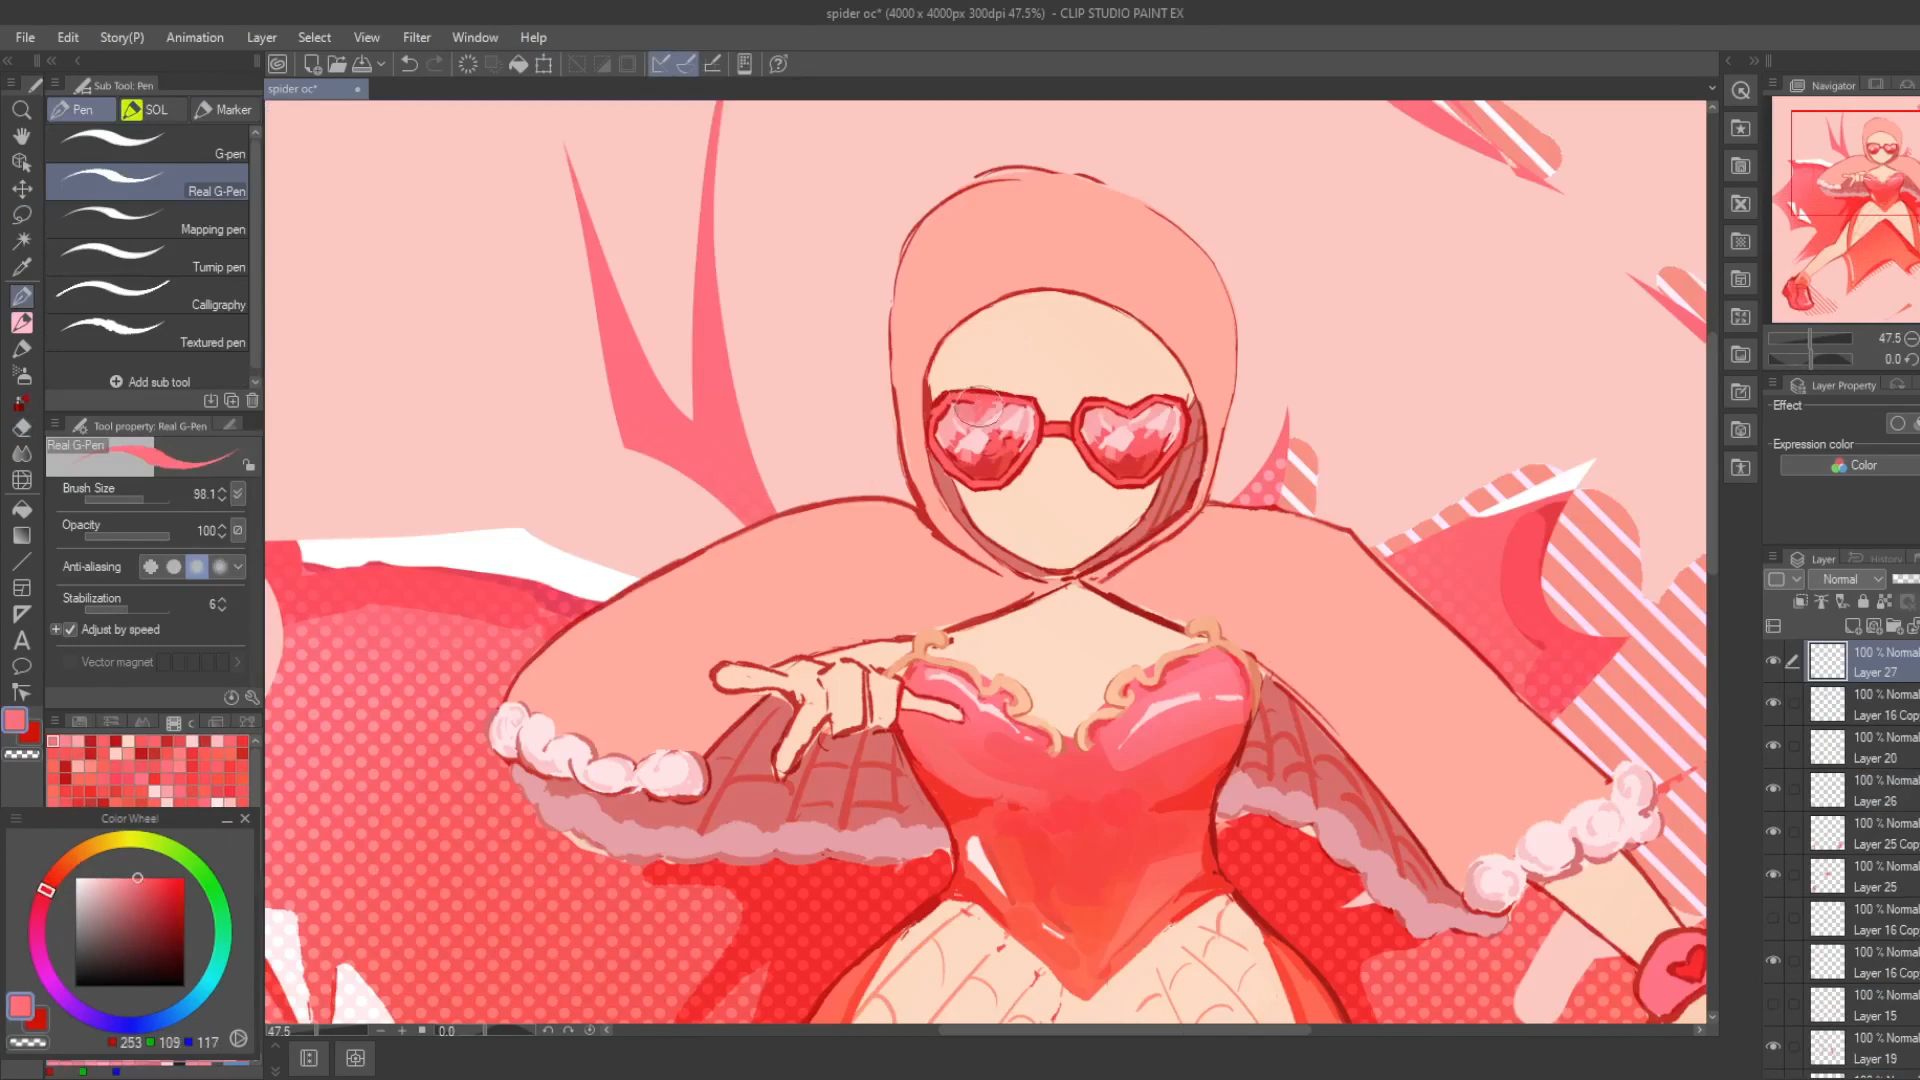 spider oc* (4000 x 4000px 300dpi 47.5%) - CLIP STUDIO PAINT EX
File Edit Story(P) Animation Layer Select View Filter Window Help
Sub Tool: Pen
Pen SOL Marker
spider oc*
G-pen
Real G-Pen
Mapping pen
Turnip pen
Calligraphy
Textured pen
Add sub tool
Tool property: Real G-Pen
Real G-Pen
Brush Size 98.1
Opacity 100
Anti-aliasing
Stabilization 6
Adjust by speed
Vector magnet
Color Wheel
253 109 117
47.5 0.0
Navigator
47.5
0.0
Layer Property
Effect
Expression color
Color
Layer History
Normal
100 % Normal
Layer 27
100 % Normal
Layer 16 Copy
100 % Normal
Layer 20
100 % Normal
Layer 26
100 % Normal
Layer 25 Copy
100 % Normal
Layer 25
100 % Normal
Layer 16 Copy
100 % Normal
Layer 16 Copy
100 % Normal
Layer 15
100 % Normal
Layer 19